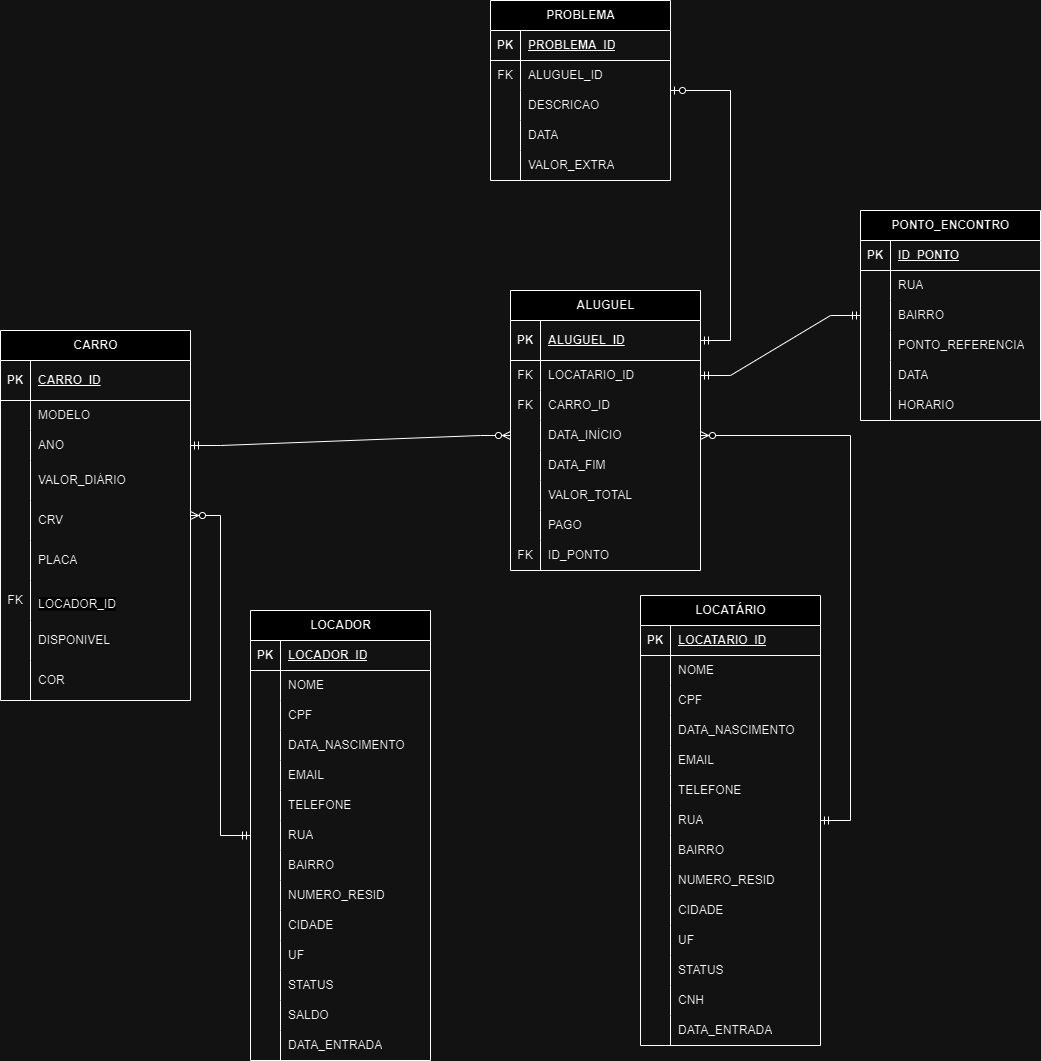 PROBLEMA
PK PROBLEMA_ID
FK ALUGUEL_ID
DESCRICAO
DATA
VALOR_EXTRA
PONTO_ENCONTRO
PK ID_PONTO
RUA
BAIRRO
PONTO_REFERENCIA
DATA
HORARIO
ALUGUEL
PK ALUGUEL_ID
FK LOCATARIO_ID
FK CARRO_ID
DATA_INÍCIO
DATA_FIM
VALOR_TOTAL
PAGO
FK ID_PONTO
CARRO
PK CARRO_ID
MODELO
ANO
VALOR_DIÁRIO
CRV
PLACA
FK LOCADOR_ID
DISPONIVEL
COR
LOCADOR
PK LOCADOR_ID
NOME
CPF
DATA_NASCIMENTO
EMAIL
TELEFONE
RUA
BAIRRO
NUMERO_RESID
CIDADE
UF
STATUS
SALDO
DATA_ENTRADA
LOCATÁRIO
PK LOCATARIO_ID
NOME
CPF
DATA_NASCIMENTO
EMAIL
TELEFONE
RUA
BAIRRO
NUMERO_RESID
CIDADE
UF
STATUS
CNH
DATA_ENTRADA